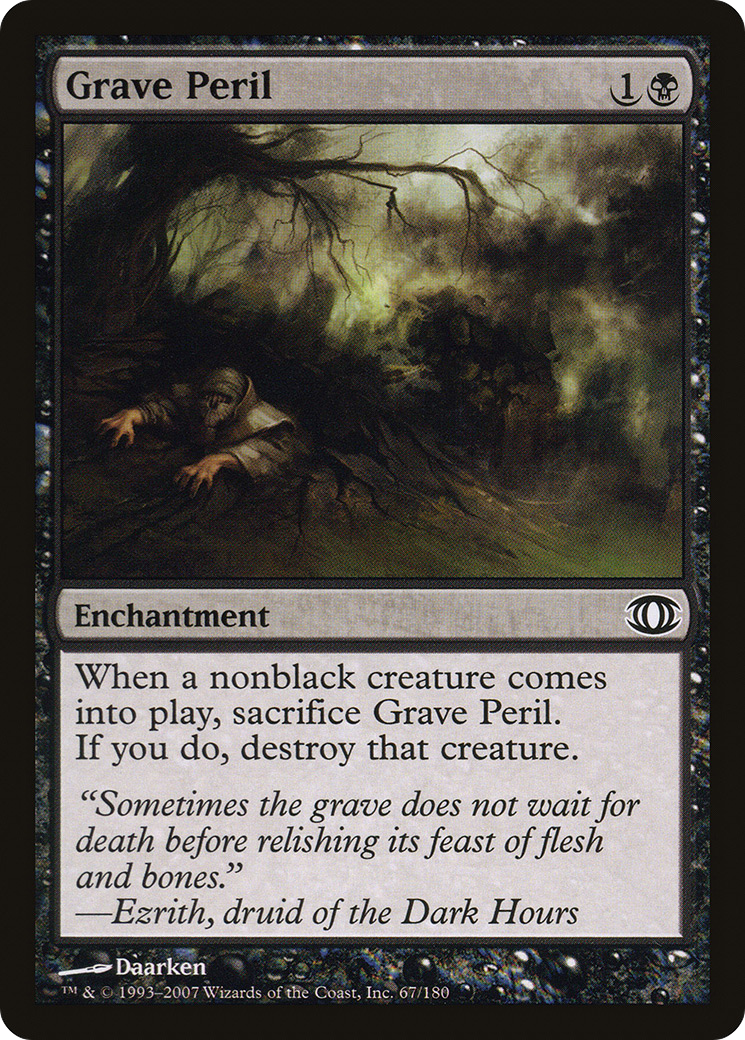 Grave Peril 1
Enchantment
When a nonblack creature comes
into play, sacrifice Grave Peril.
If you do, destroy that creature.
“Sometimes the grave does not wait for
death before relishing its feast of flesh
and bones.”
—Ezrith, druid of the Dark Hours
Daarken
™ & © 1993–2007 Wizards of the Coast, Inc. 67/180